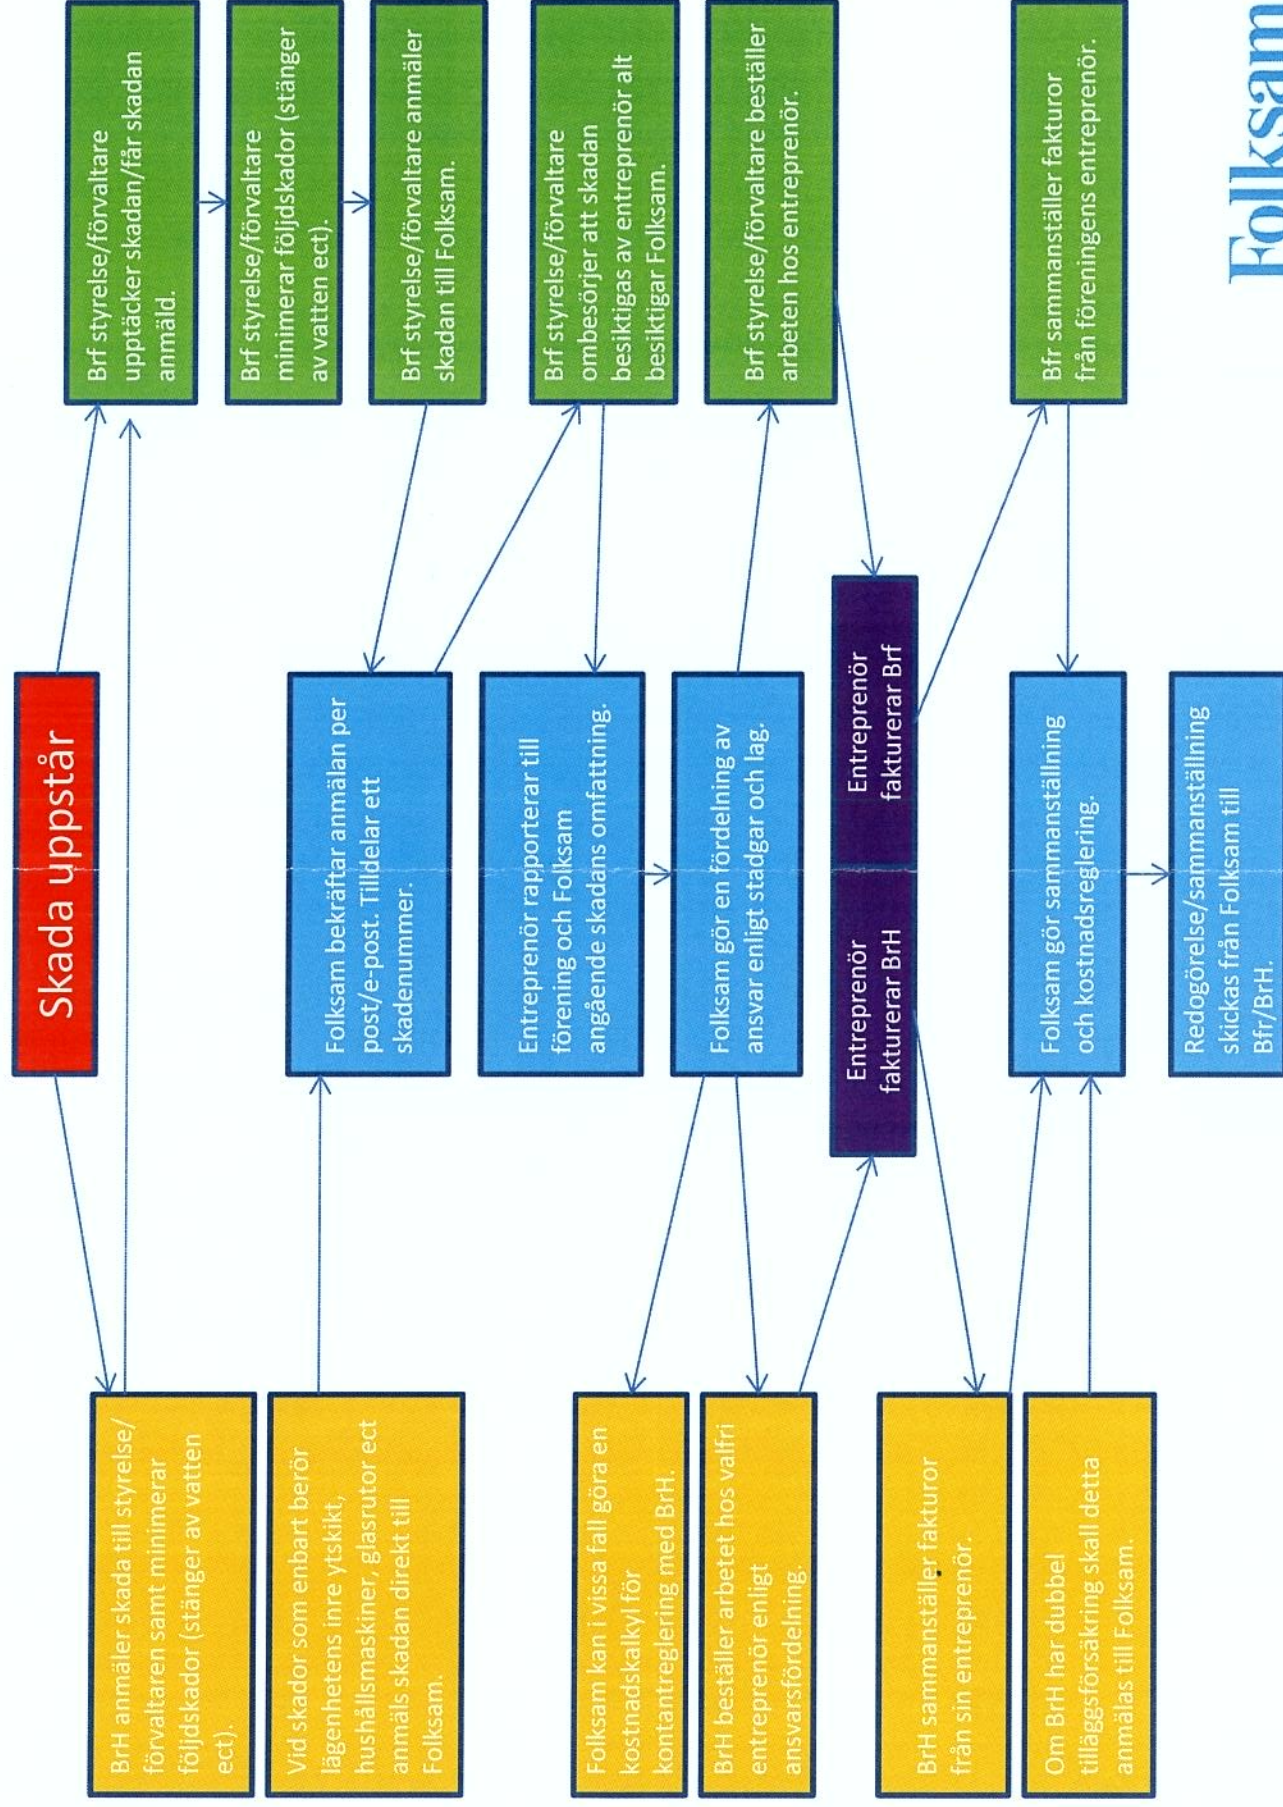 Skada uppstår
BrH anmäler skada till styrelse/
förvaltaren samt minimerar
följdskador (stänger av vatten
ect).
Vid skador som enbart berör
lägenhetens inre ytskikt,
hushållsmaskiner, glasrutor ect
anmäls skadan direkt till
Folksam.
Folksam kan i vissa fall göra en
kostnadskalkyl för
kontantreglering med BrH.
BrH beställer arbetet hos valfri
entreprenör enligt
ansvarsfördelning.
BrH sammanställer fakturor
från sin entreprenör.
Om BrH har dubbel
tilläggsförsäkring skall detta
anmälas till Folksam.
Folksam bekräftar anmälan per
post/e-post. Tilldelar ett
skadenummer.
Entreprenör rapporterar till
förening och Folksam
angående skadans omfattning.
Folksam gör en fördelning av
ansvar enligt stadgar och lag.
Entreprenör
fakturerar BrH
Entreprenör
fakturerar Brf
Folksam gör sammanställning
och kostnadsreglering.
Redogörelse/sammanställning
skickas från Folksam till
Bfr/BrH.
Brf styrelse/förvaltare
upptäcker skadan/får skadan
anmäld.
Brf styrelse/förvaltare
minimerar följdskador (stänger
av vatten ect).
Brf styrelse/förvaltare anmäler
skadan till Folksam.
Brf styrelse/förvaltare
ombesörjer att skadan
besiktigas av entreprenör alt
besiktigar Folksam.
Brf styrelse/förvaltare beställer
arbeten hos entreprenör.
Bfr sammanställer fakturor
från föreningens entreprenör.
Folksam